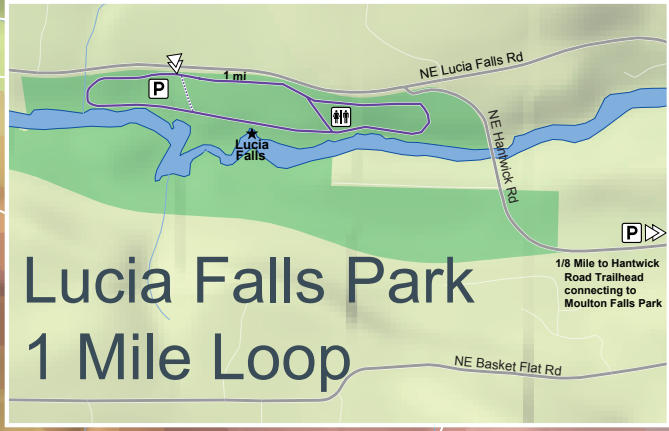 NE Lucia Falls Rd
1 mi
P
Lucia
Falls
NE Hantwick Rd
P
1/8 Mile to Hantwick
Road Trailhead
connecting to
Moulton Falls Park
Lucia Falls Park
1 Mile Loop
NE Basket Flat Rd